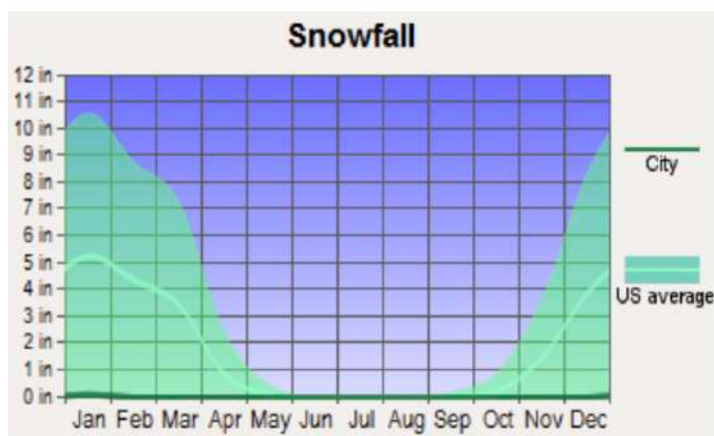 Snowfall
12 in
11 in
10 in
9 in
8 in
7 in
6 in
5 in
4 in
3 in
2 in
1 in
0 in
Jan Feb Mar Apr May Jun Jul Aug Sep Oct Nov Dec
City
US average